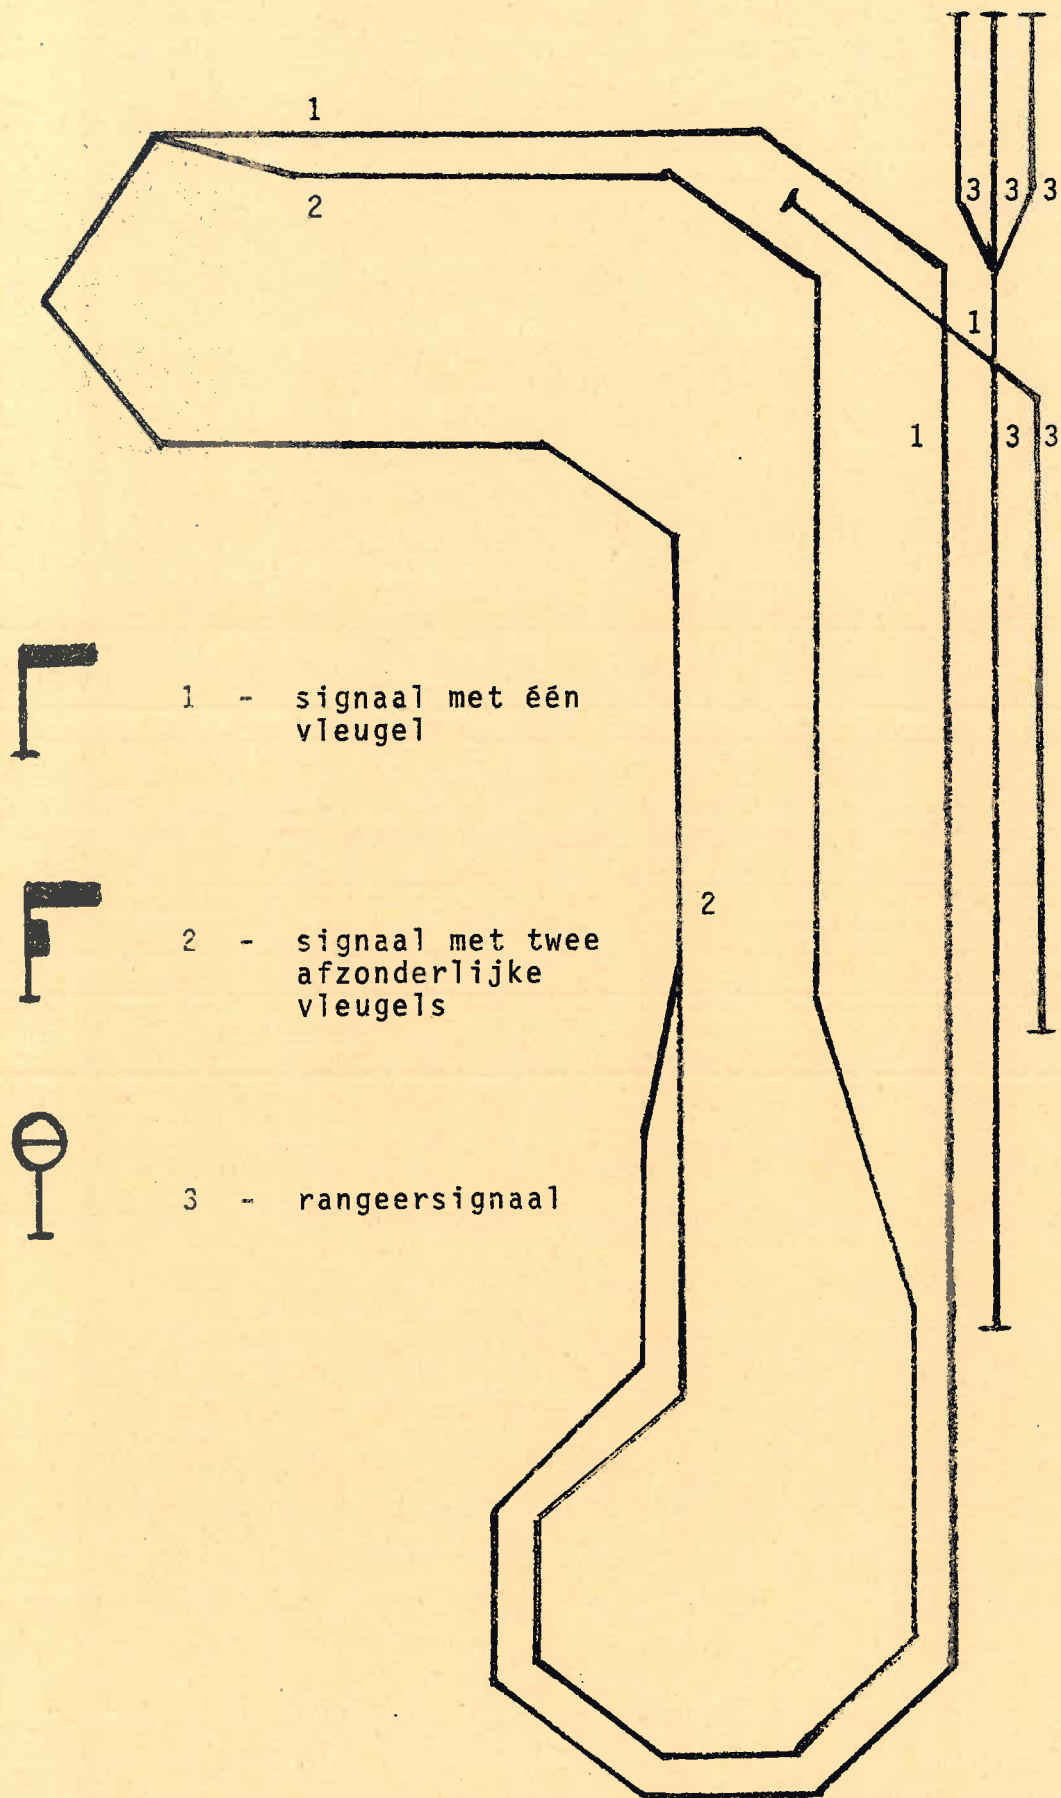 1
2
3 3 3
1
1 3 3
1 - signaal met één
vleugel
2
2 - signaal met twee
afzonderlijke
vleugels
3 - rangeersignaal